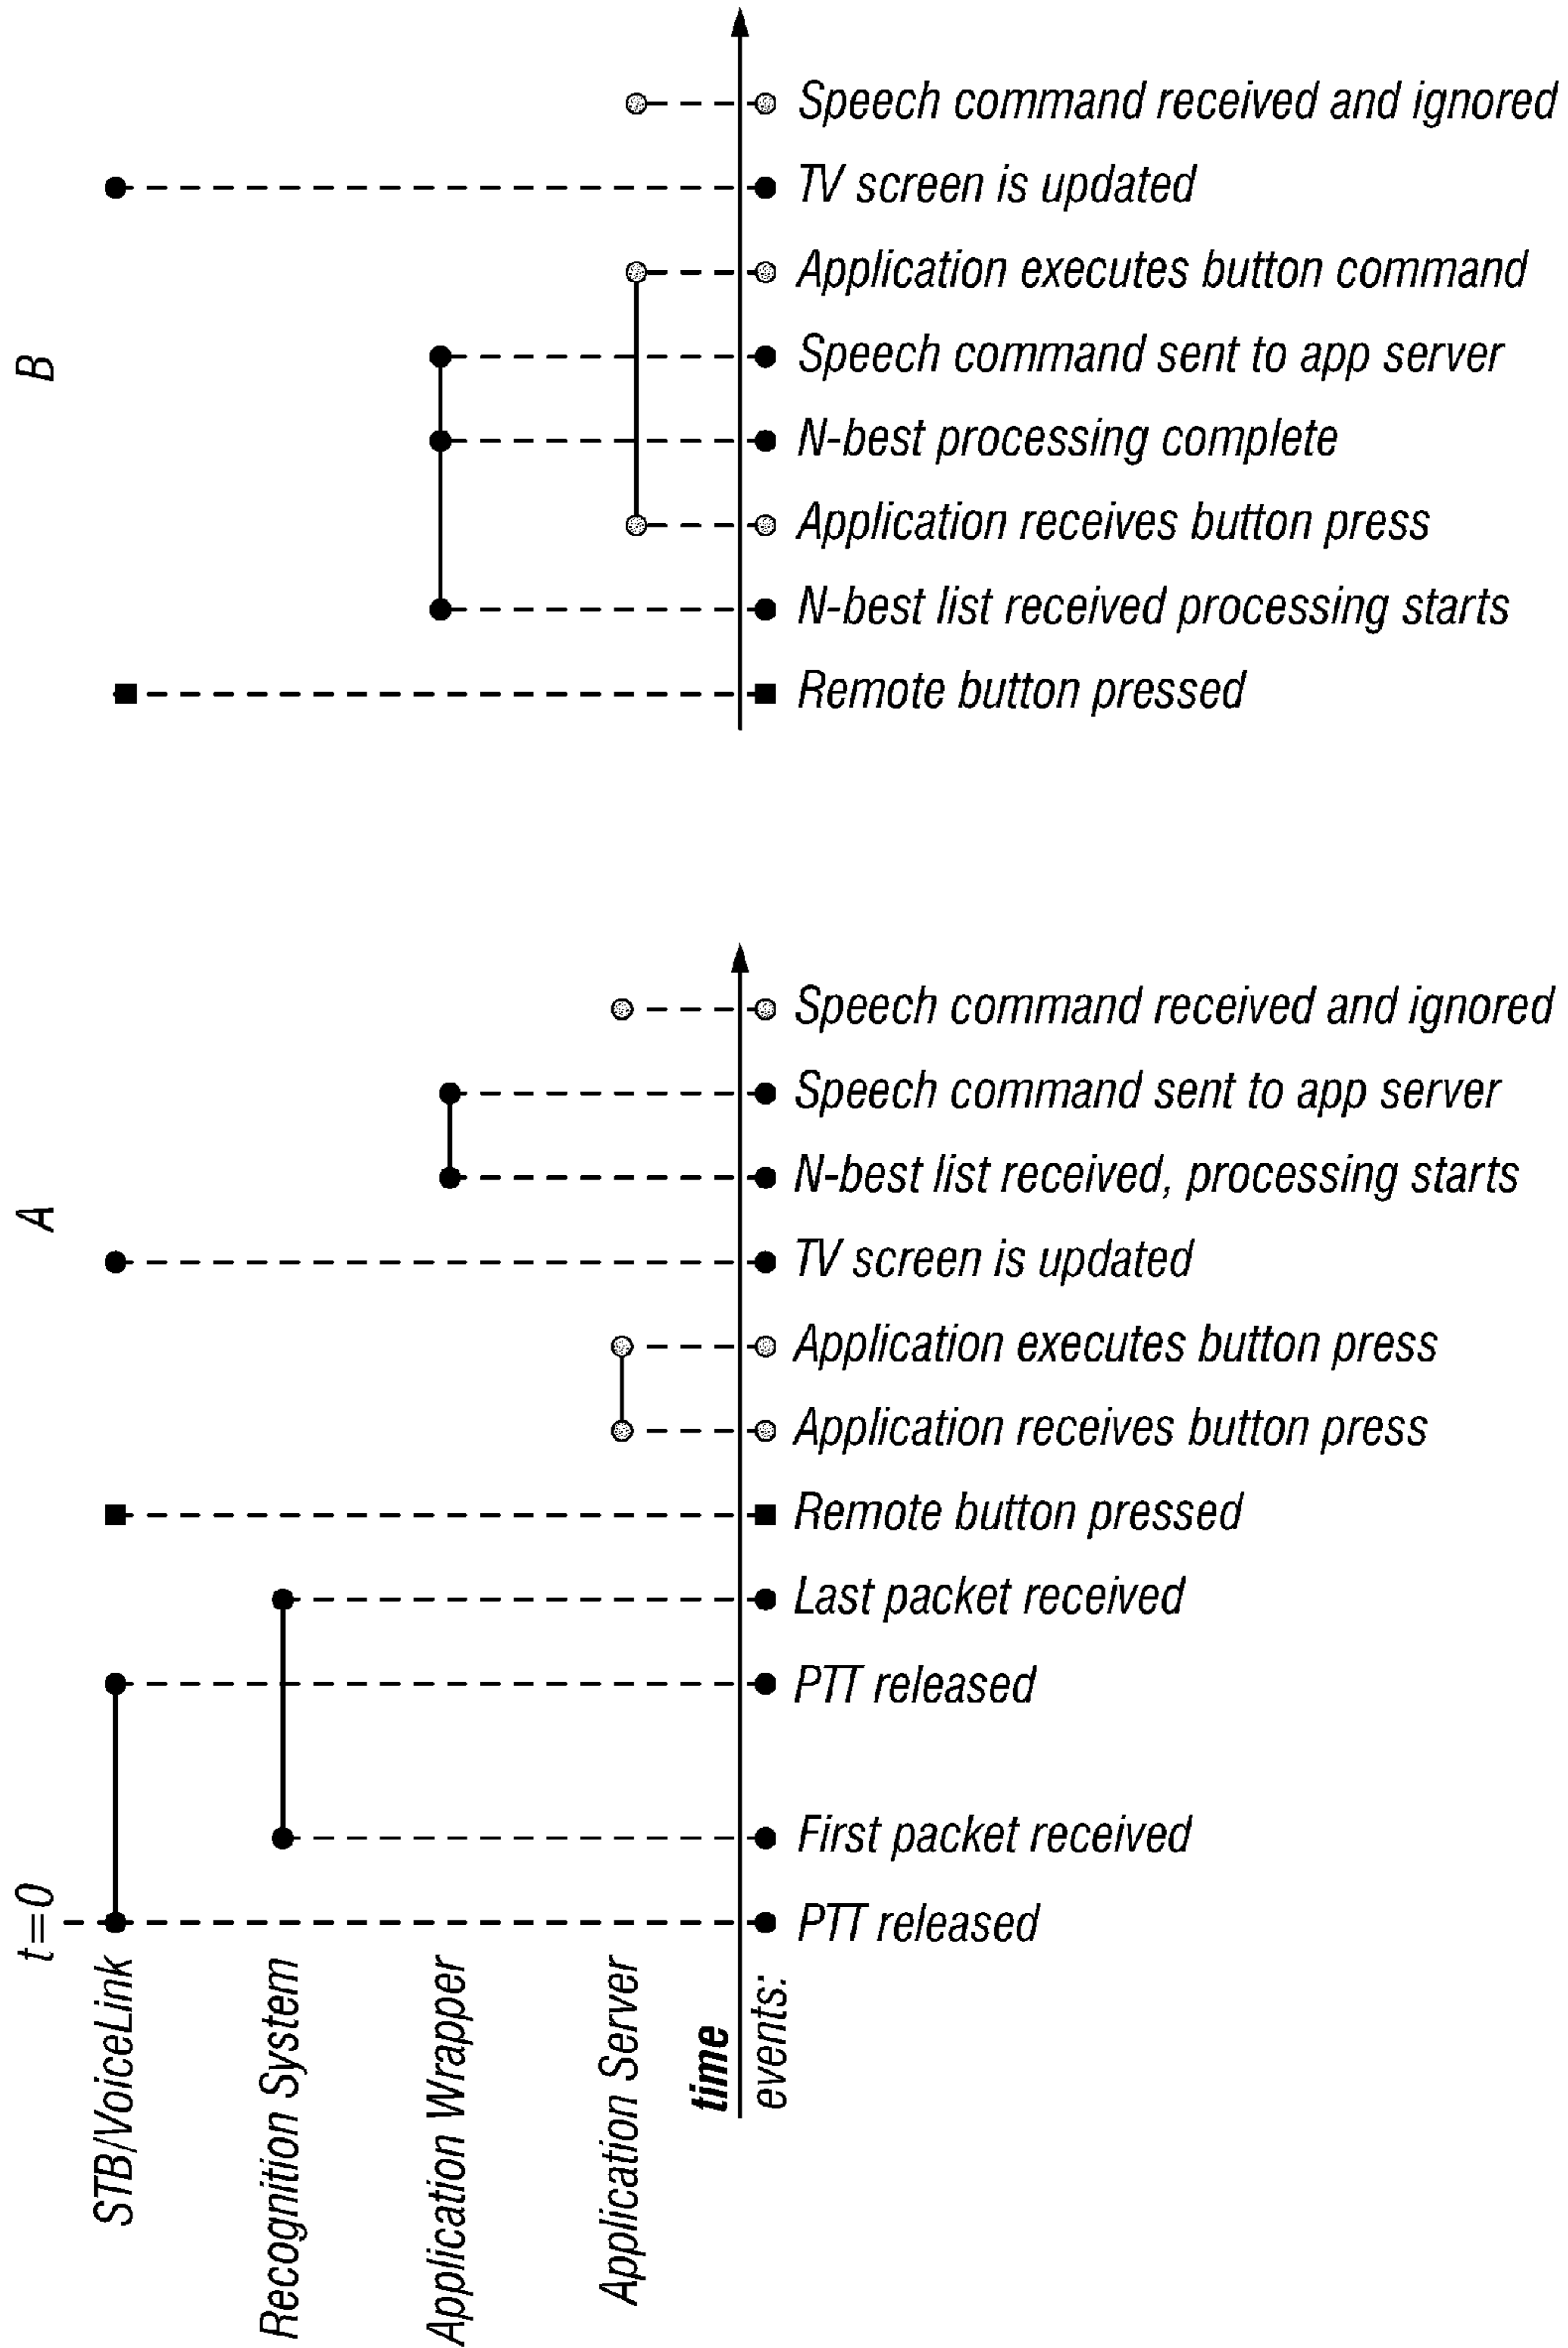 B
Speech command received and ignored
TV screen is updated
Application executes button command
Speech command sent to app server
N-best processing complete
Application receives button press
N-best list received processing starts
Remote button pressed
A
Speech command received and ignored
Speech command sent to app server
N-best list received, processing starts
TV screen is updated
Application executes button press
Application receives button press
Remote button pressed
Last packet received
PTT released
First packet received
PTT released
t=0
STB/VoiceLink
Recognition System
Application Wrapper
Application Server
time
events: